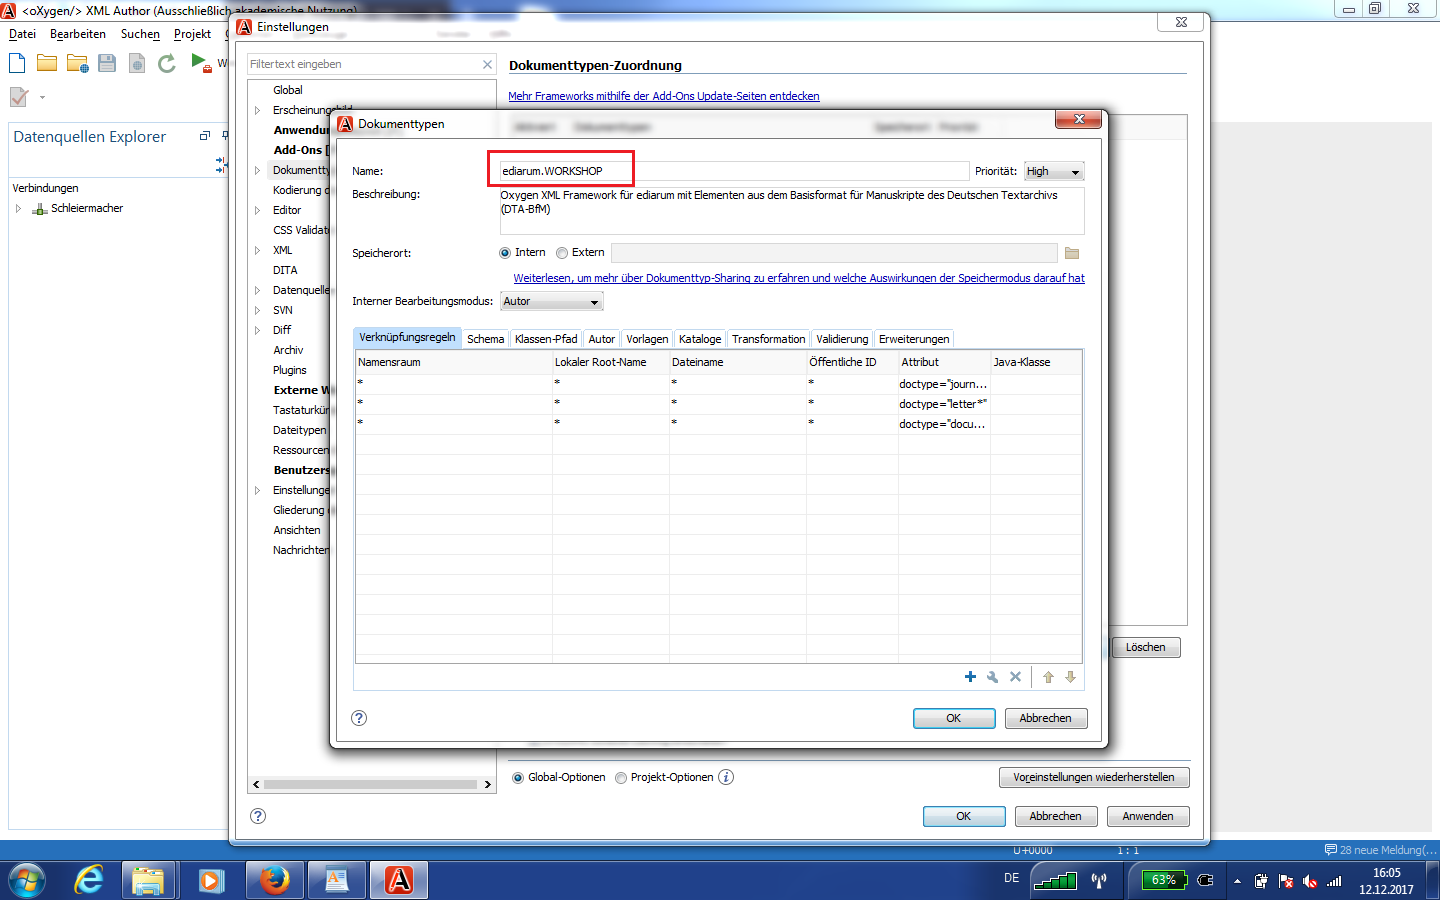 <oXygen/> XML Author (Ausschließlich akademische Nutzung)
Datei Bearbeiten Suchen Projekt
Datenquellen Explorer
Verbindungen
Schleiermacher
Einstellungen
Filtertext eingeben
Global
Erscheinungsbild
Anwendu
Add-Ons [
Dokumentty
Kodierung
Editor
CSS Valida
XML
DITA
Datenquelle
SVN
Diff
Archiv
Plugins
Externe W
Tastaturkür
Dateitypen
Ressourcen
Benutzers
Einstellunge
Gliederung
Ansichten
Nachrichten
Dokumenttypen-Zuordnung
Mehr Frameworks mithilfe der Add-Ons Update-Seiten entdecken
Dokumenttypen
Name: ediarum.WORKSHOP Priorität: High
Beschreibung: Oxygen XML Framework für ediarum mit Elementen aus dem Basisformat für Manuskripte des Deutschen Textarchivs
(DTA-BfM)
Speicherort: Intern Extern
Weiterlesen, um mehr über Dokumenttyp-Sharing zu erfahren und welche Auswirkungen der Speichermodus darauf hat
Interner Bearbeitungsmodus: Autor
Verknüpfungsregeln Schema Klassen-Pfad Autor Vorlagen Kataloge Transformation Validierung Erweiterungen
Namensraum Lokaler Root-Name Dateiname Öffentliche ID Attribut Java-Klasse
* * * * doctype="journ...
* * * * doctype="letter*"
* * * * doctype="docu...
OK Abbrechen
Löschen
Global-Optionen Projekt-Optionen Voreinstellungen wiederherstellen
OK Abbrechen Anwenden
U+0000 1 : 1 28 neue Meldung(...
DE 63% 16:05
12.12.2017